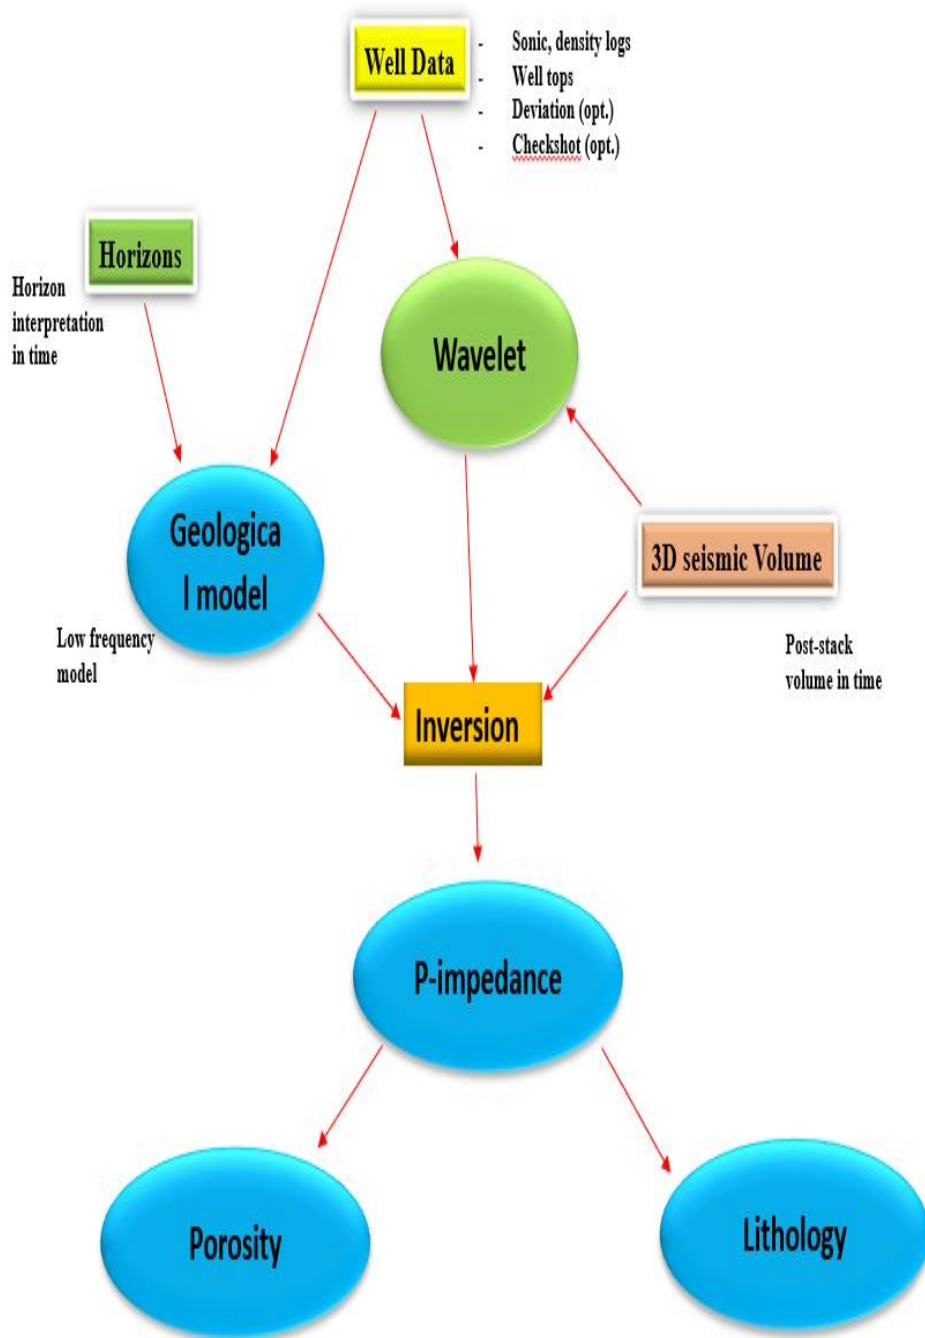 Well Data
- Sonic, density logs
- Well tops
- Deviation (opt.)
- Checkshot (opt.)
Horizons
Horizon
interpretation
in time
Wavelet
Geologica
l model
3D seismic Volume
Low frequency
model
Post-stack
volume in time
Inversion
P-impedance
Porosity
Lithology